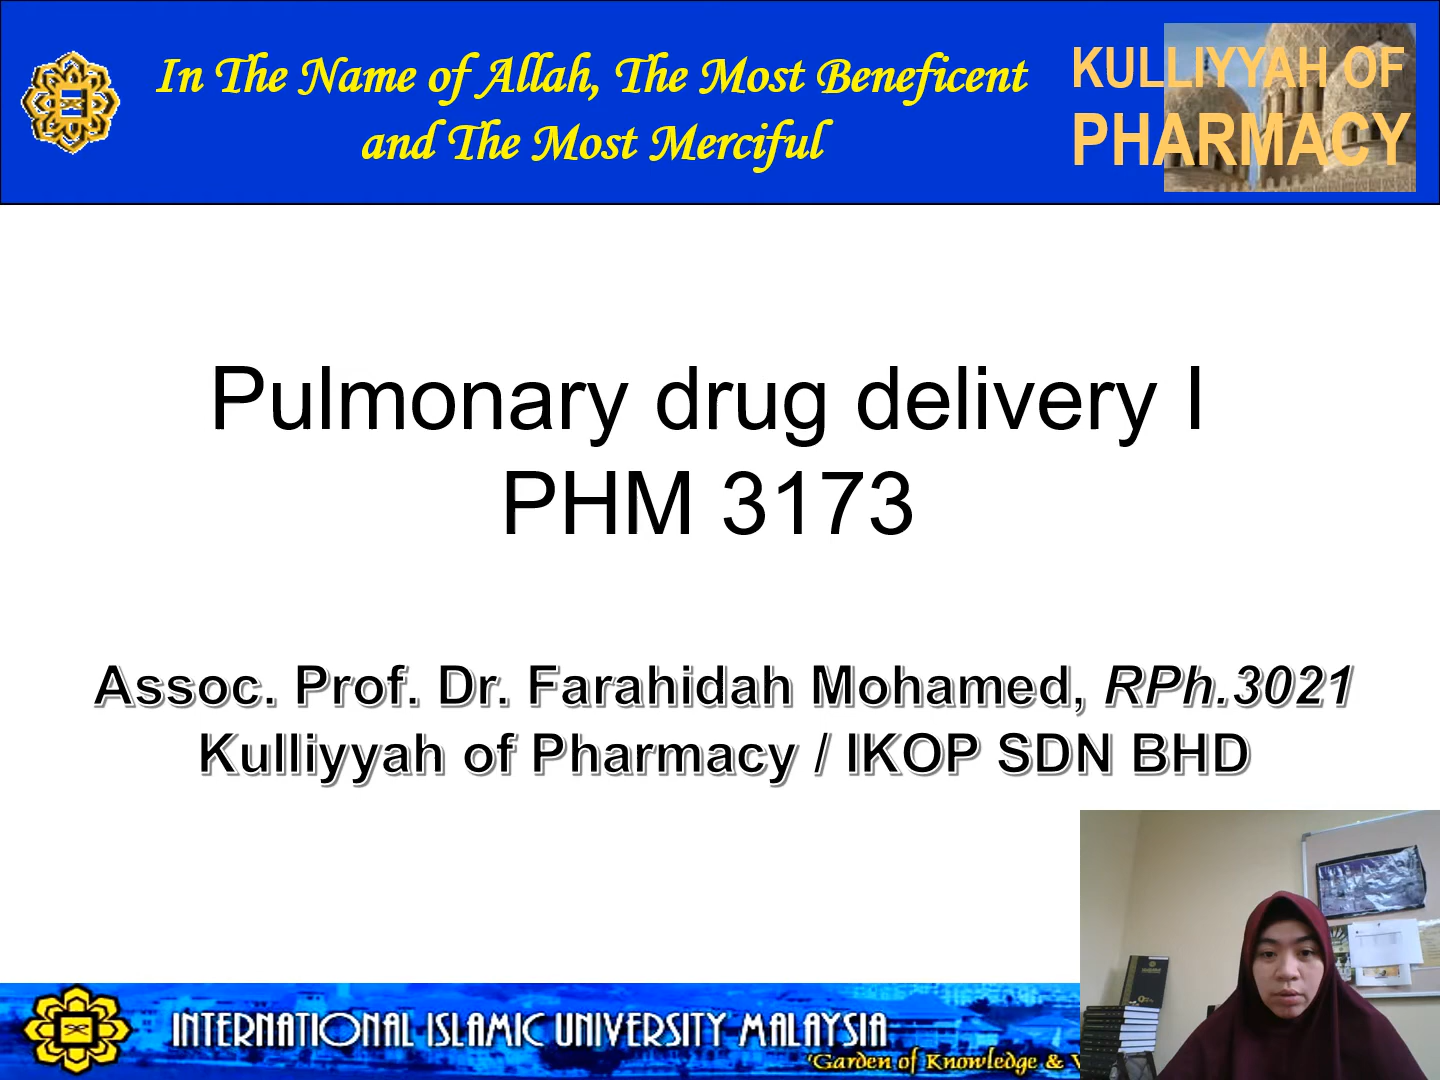 In The Name of Allah, The Most Beneficent
and The Most Merciful
KULLIYYAH OF
PHARMACY
Pulmonary drug delivery I
PHM 3173
Assoc. Prof. Dr. Farahidah Mohamed, RPh.3021
Kulliyyah of Pharmacy / IKOP SDN BHD
INTERNATIONAL ISLAMIC UNIVERSITY MALAYSIA
"Garden of Knowledge &